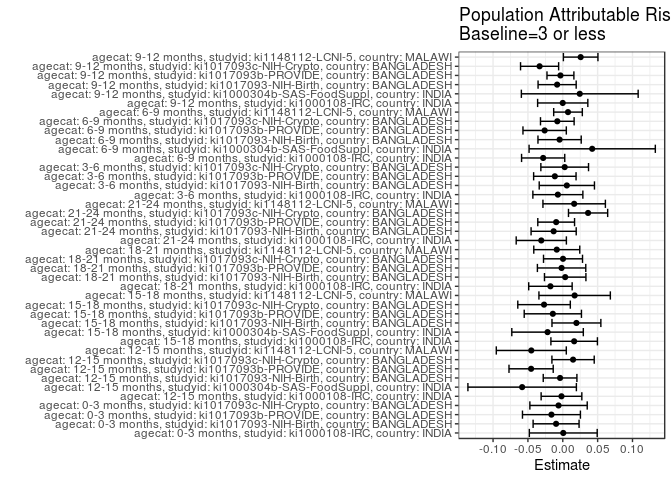 Population Attributable Ris
Baseline=3 or less
agecat: 9-12 months, studyid: ki1148112-LCNI-5, country: MALAWI
agecat: 9-12 months, studyid: ki1017093c-NIH-Crypto, country: BANGLADESH
agecat: 9-12 months, studyid: ki1017093b-PROVIDE, country: BANGLADESH
agecat: 9-12 months, studyid: ki1017093-NIH-Birth, country: BANGLADESH
agecat: 9-12 months, studyid: ki1000304b-SAS-FoodSuppl, country: INDIA
agecat: 9-12 months, studyid: ki1000108-IRC, country: INDIA
agecat: 6-9 months, studyid: ki1148112-LCNI-5, country: MALAWI
agecat: 6-9 months, studyid: ki1017093c-NIH-Crypto, country: BANGLADESH
agecat: 6-9 months, studyid: ki1017093b-PROVIDE, country: BANGLADESH
agecat: 6-9 months, studyid: ki1017093-NIH-Birth, country: BANGLADESH
agecat: 6-9 months, studyid: ki1000304b-SAS-FoodSuppl, country: INDIA
agecat: 6-9 months, studyid: ki1000108-IRC, country: INDIA
agecat: 3-6 months, studyid: ki1017093c-NIH-Crypto, country: BANGLADESH
agecat: 3-6 months, studyid: ki1017093b-PROVIDE, country: BANGLADESH
agecat: 3-6 months, studyid: ki1017093-NIH-Birth, country: BANGLADESH
agecat: 3-6 months, studyid: ki1000108-IRC, country: INDIA
agecat: 21-24 months, studyid: ki1148112-LCNI-5, country: MALAWI
agecat: 21-24 months, studyid: ki1017093c-NIH-Crypto, country: BANGLADESH
agecat: 21-24 months, studyid: ki1017093b-PROVIDE, country: BANGLADESH
agecat: 21-24 months, studyid: ki1017093-NIH-Birth, country: BANGLADESH
agecat: 21-24 months, studyid: ki1000108-IRC, country: INDIA
agecat: 18-21 months, studyid: ki1148112-LCNI-5, country: MALAWI
agecat: 18-21 months, studyid: ki1017093c-NIH-Crypto, country: BANGLADESH
agecat: 18-21 months, studyid: ki1017093b-PROVIDE, country: BANGLADESH
agecat: 18-21 months, studyid: ki1017093-NIH-Birth, country: BANGLADESH
agecat: 18-21 months, studyid: ki1000108-IRC, country: INDIA
agecat: 15-18 months, studyid: ki1148112-LCNI-5, country: MALAWI
agecat: 15-18 months, studyid: ki1017093c-NIH-Crypto, country: BANGLADESH
agecat: 15-18 months, studyid: ki1017093b-PROVIDE, country: BANGLADESH
agecat: 15-18 months, studyid: ki1017093-NIH-Birth, country: BANGLADESH
agecat: 15-18 months, studyid: ki1000304b-SAS-FoodSuppl, country: INDIA
agecat: 15-18 months, studyid: ki1000108-IRC, country: INDIA
agecat: 12-15 months, studyid: ki1148112-LCNI-5, country: MALAWI
agecat: 12-15 months, studyid: ki1017093c-NIH-Crypto, country: BANGLADESH
agecat: 12-15 months, studyid: ki1017093b-PROVIDE, country: BANGLADESH
agecat: 12-15 months, studyid: ki1017093-NIH-Birth, country: BANGLADESH
agecat: 12-15 months, studyid: ki1000304b-SAS-FoodSuppl, country: INDIA
agecat: 12-15 months, studyid: ki1000108-IRC, country: INDIA
agecat: 0-3 months, studyid: ki1017093c-NIH-Crypto, country: BANGLADESH
agecat: 0-3 months, studyid: ki1017093b-PROVIDE, country: BANGLADESH
agecat: 0-3 months, studyid: ki1017093-NIH-Birth, country: BANGLADESH
agecat: 0-3 months, studyid: ki1000108-IRC, country: INDIA
-0.10 -0.05 0.00 0.05 0.10
Estimate